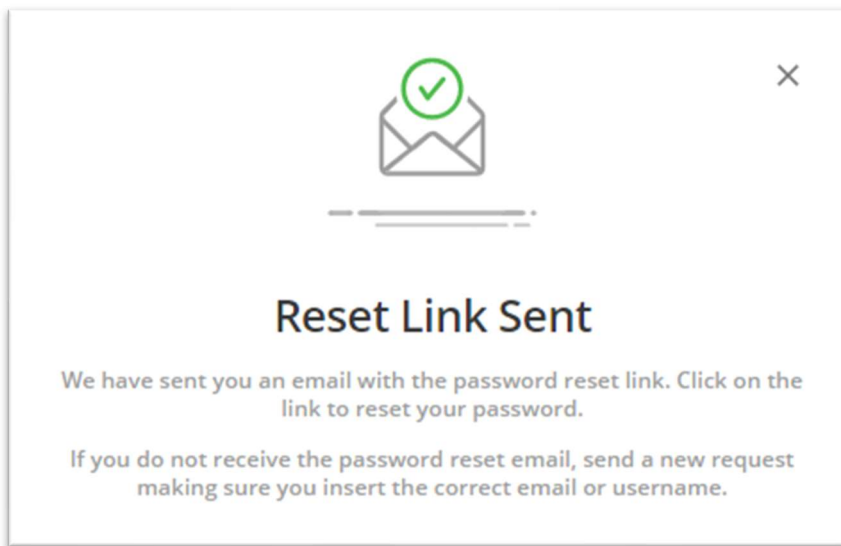 Reset Link Sent
We have sent you an email with the password reset link. Click on the
link to reset your password.
If you do not receive the password reset email, send a new request
making sure you insert the correct email or username.